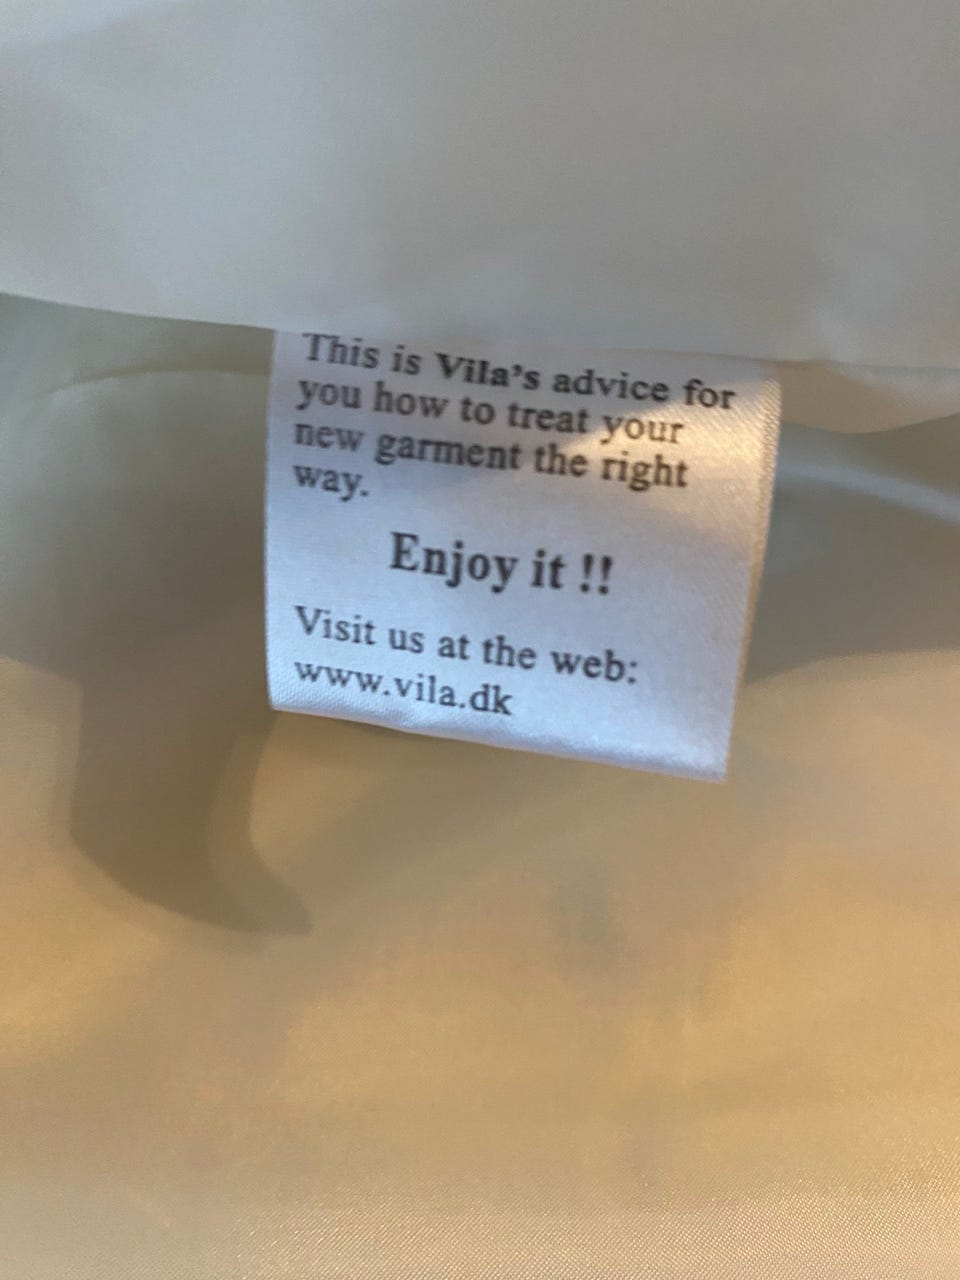 This is Vila's advice for
you how to treat your
new garment the right
way.
Enjoy it !!
Visit us at the web:
www.vila.dk